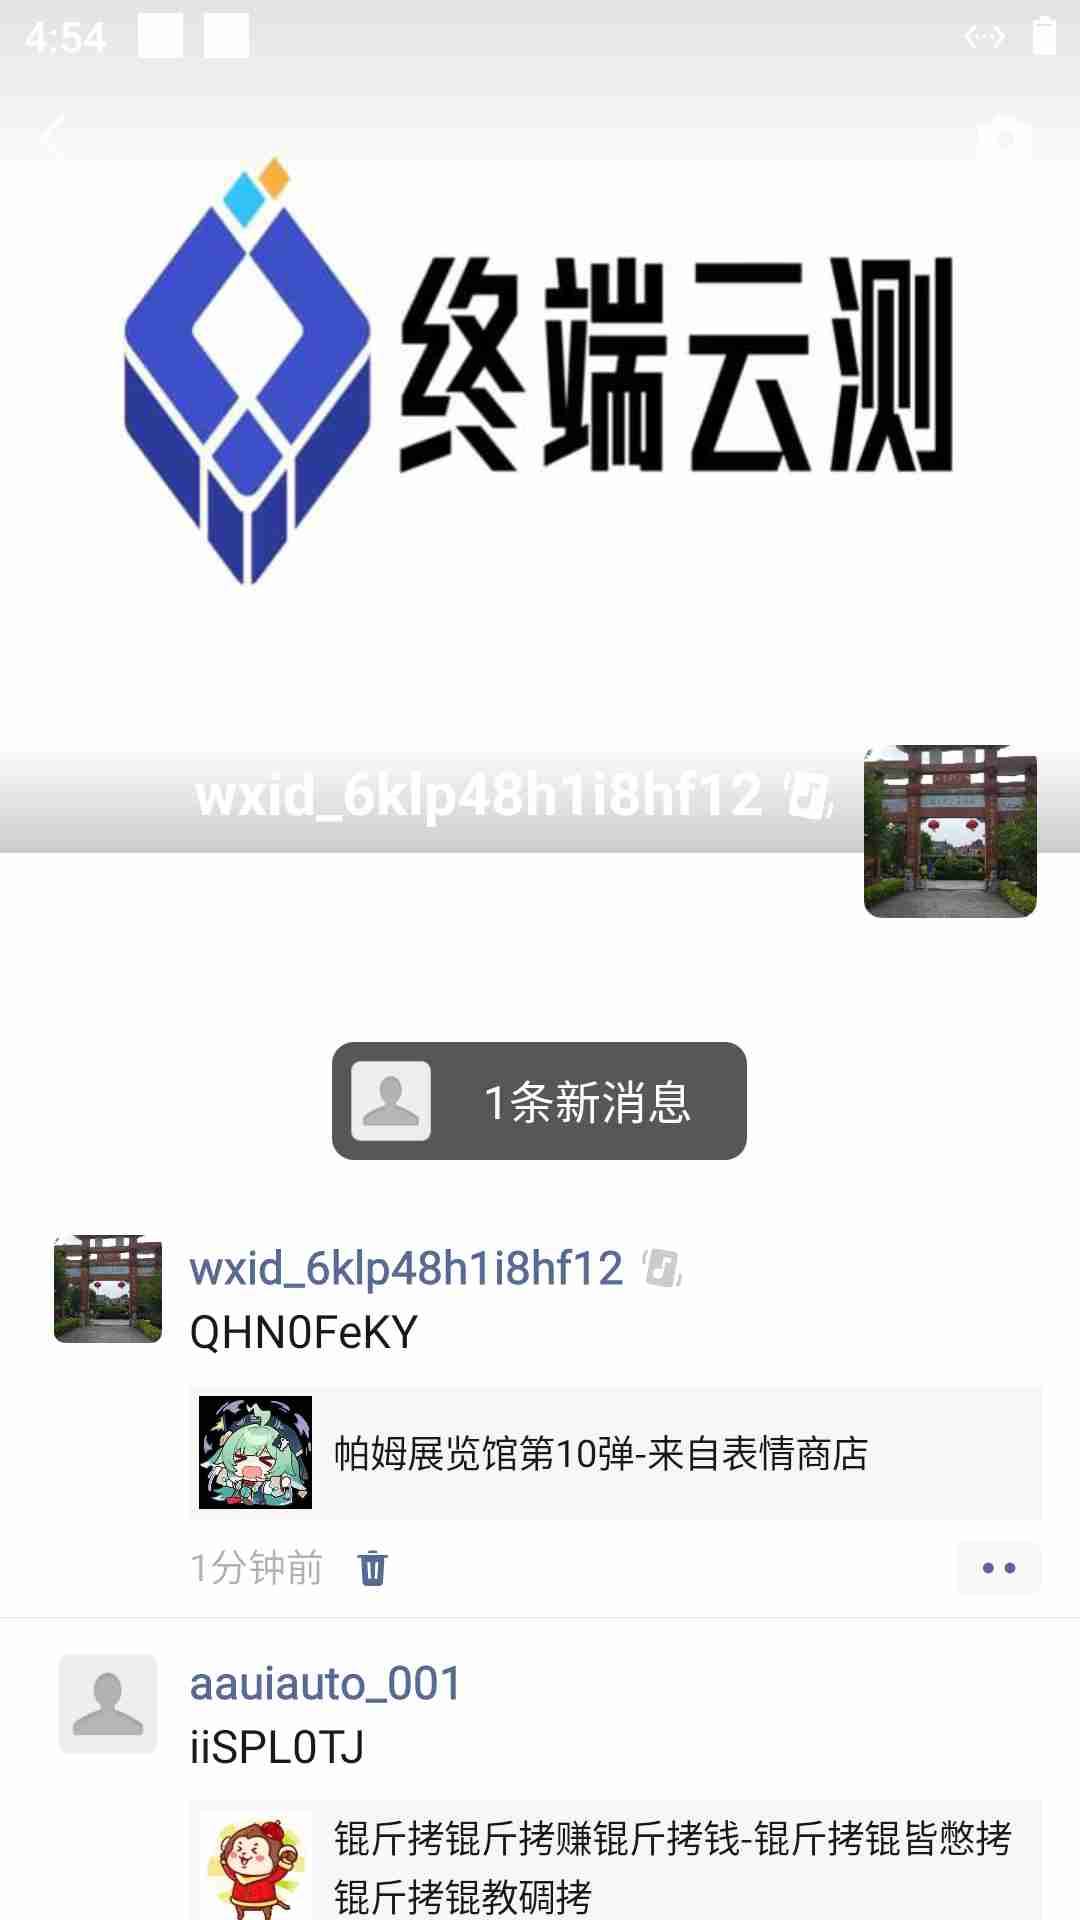 4:54
终端云测
wxid_6klp48h1i8hf12
1条新消息
wxid_6klp48h1i8hf12
QHN0FeKY
帕姆展览馆第10弹-来自表情商店
1分钟前
aauiauto_001
iiSPL0TJ
锟斤拷锟斤拷赚锟斤拷钱-锟斤拷锟皆憋拷
锟斤拷锟教碉拷